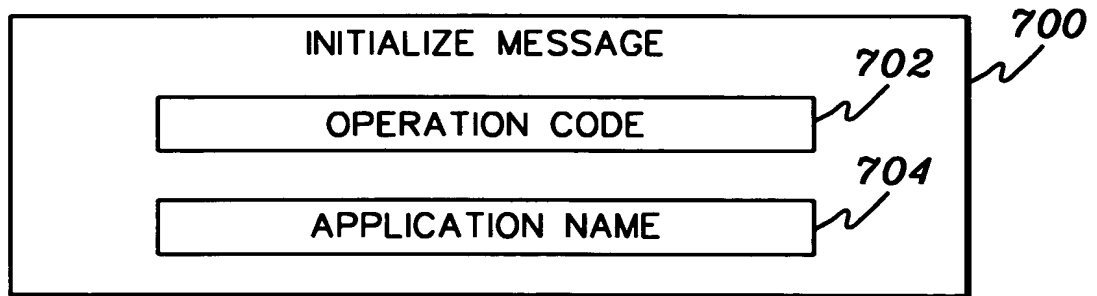 700
INITIALIZE MESSAGE
702
OPERATION CODE
704
APPLICATION NAME